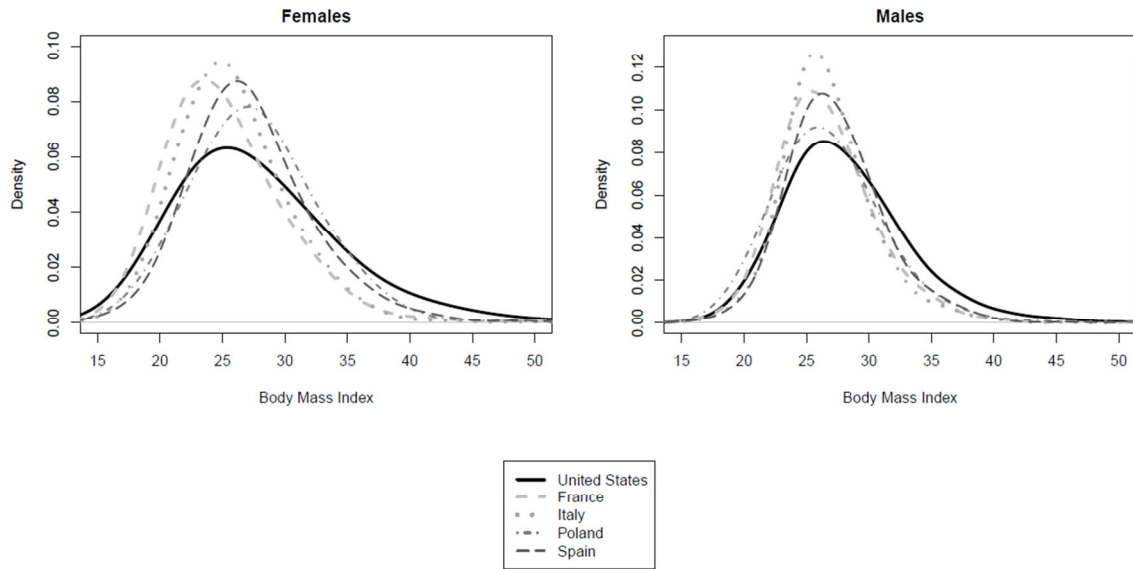 Females
Density
0.00 0.02 0.04 0.06 0.08 0.10
15 20 25 30 35 40 45 50
Body Mass Index
Males
Density
0.00 0.02 0.04 0.06 0.08 0.10 0.12
15 20 25 30 35 40 45 50
Body Mass Index
United States
France
Italy
Poland
Spain